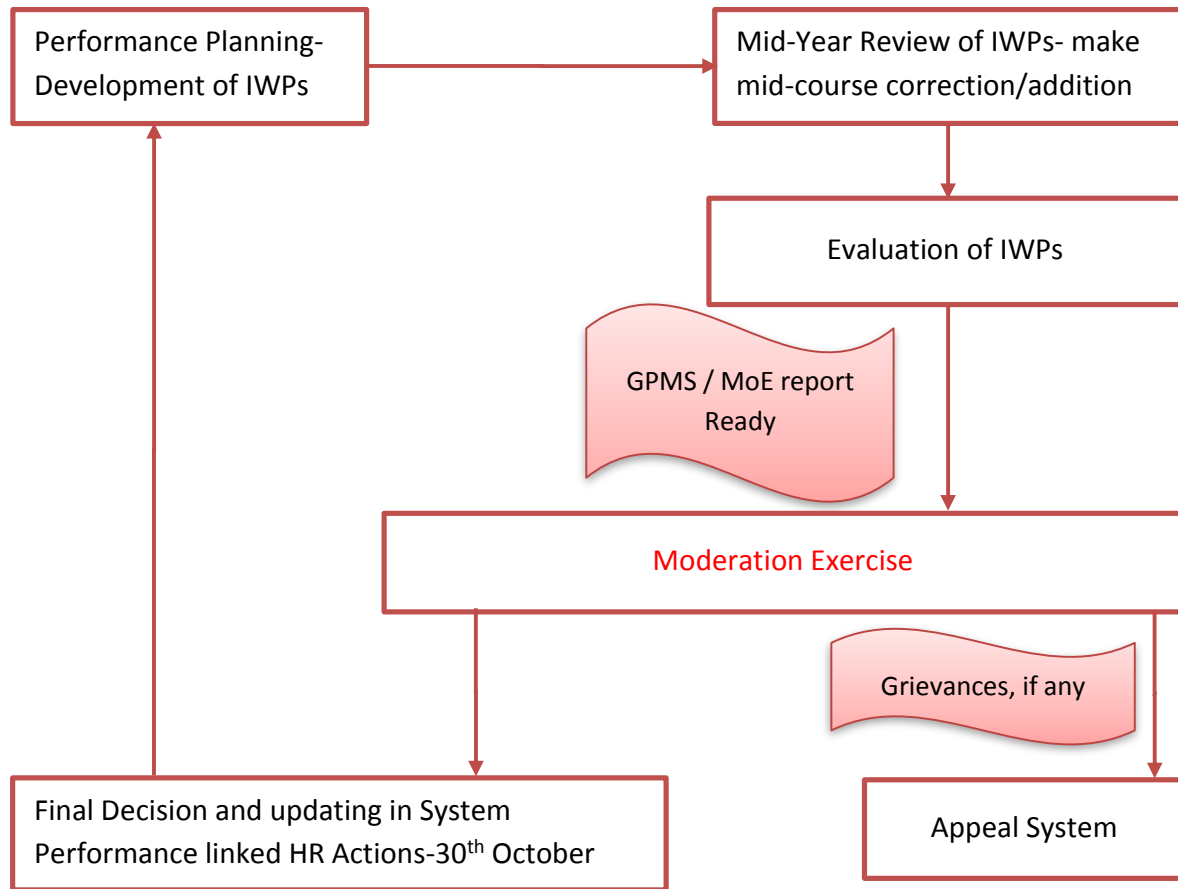 Performance Planning-
Development of IWPs
Mid-Year Review of IWPs- make
mid-course correction/addition
Evaluation of IWPs
GPMS / MoE report
Ready
Moderation Exercise
Grievances, if any
Final Decision and updating in System
Performance linked HR Actions-30th October
Appeal System